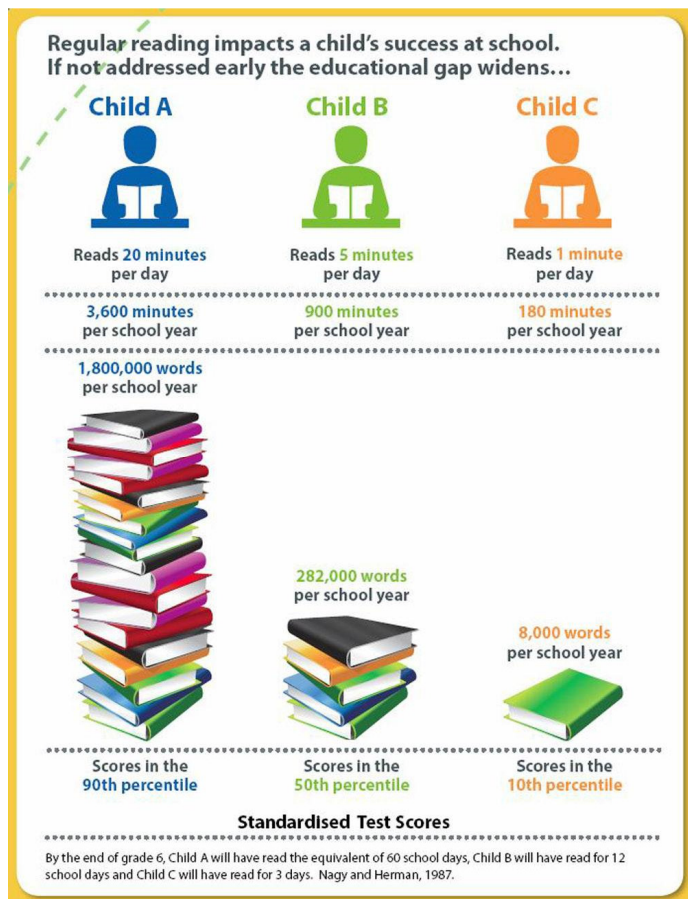 Regular reading impacts a child's success at school.
If not addressed early the educational gap widens...
Child A
Child B
Child C
Reads 20 minutes
per day
Reads 5 minutes
per day
Reads 1 minute
per day
3,600 minutes
per school year
900 minutes
per school year
180 minutes
per school year
1,800,000 words
per school year
282,000 words
per school year
8,000 words
per school year
Scores in the
90th percentile
Scores in the
50th percentile
Scores in the
10th percentile
Standardised Test Scores
By the end of grade 6, Child A will have read the equivalent of 60 school days, Child B will have read for 12
school days and Child C will have read for 3 days. Nagy and Herman, 1987.